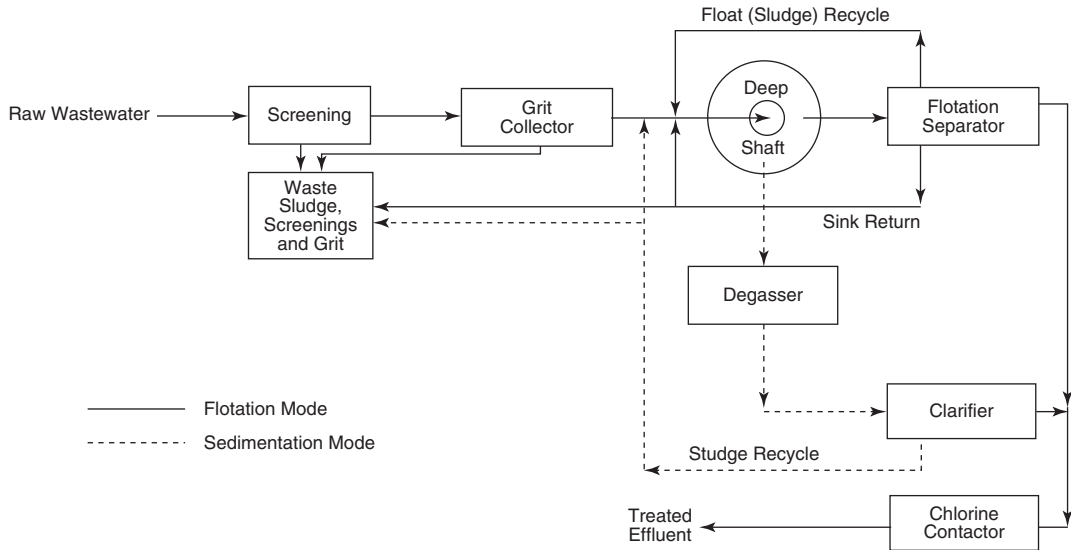 Float (Sludge) Recycle
Raw Wastewater
Screening
Grit
Collector
Deep
Shaft
Flotation
Separator
Waste
Sludge,
Screenings
and Grit
Sink Return
Degasser
Flotation Mode
Sedimentation Mode
Clarifier
Studge Recycle
Treated
Effluent
Chlorine
Contactor